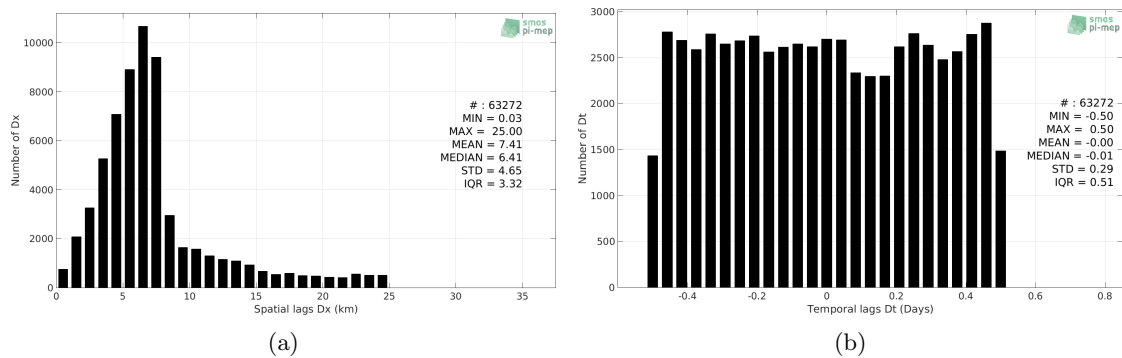 smos
pi-mep
10000
8000
6000
4000
2000
0
Number of Dx
# : 63272
MIN = 0.03
MAX = 25.00
MEAN = 7.41
MEDIAN = 6.41
STD = 4.65
IQR = 3.32
0 5 10 15 20 25 30 35
Spatial lags Dx (km)
(a)
smos
pi-mep
3000
2500
2000
1500
1000
500
0
Number of Dt
# : 63272
MIN = -0.50
MAX = 0.50
MEAN = -0.00
MEDIAN = -0.01
STD = 0.29
IQR = 0.51
-0.4 -0.2 0 0.2 0.4 0.6 0.8
Temporal lags Dt (Days)
(b)